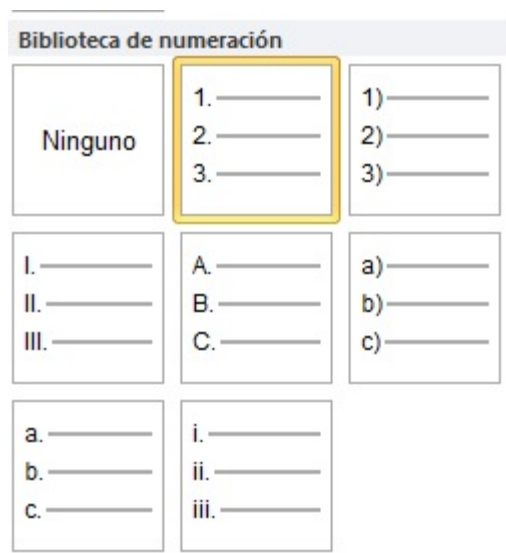 Biblioteca de numeración
Ninguno
1.
2.
3.
1)
2)
3)
I.
II.
III.
A.
B.
C.
a)
b)
c)
a.
b.
c.
i.
ii.
iii.